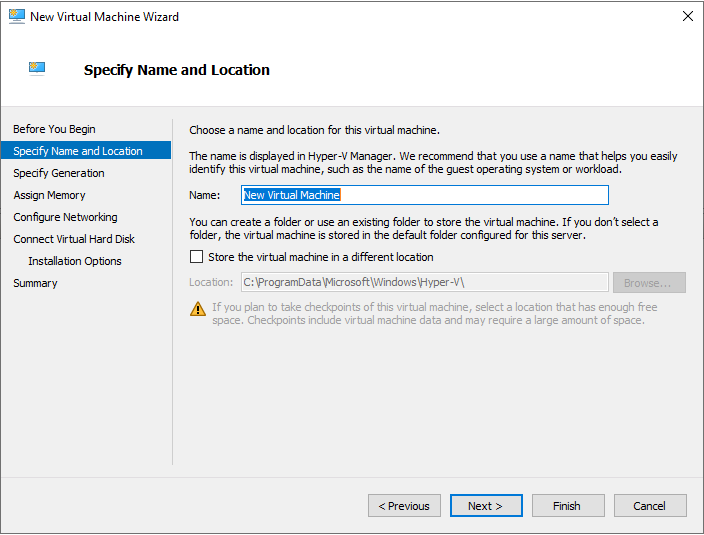 New Virtual Machine Wizard
Specify Name and Location
Before You Begin
Specify Name and Location
Specify Generation
Assign Memory
Configure Networking
Connect Virtual Hard Disk
Installation Options
Summary
Choose a name and location for this virtual machine.
The name is displayed in Hyper-V Manager. We recommend that you use a name that helps you easily
identify this virtual machine, such as the name of the guest operating system or workload.
Name: New Virtual Machine
You can create a folder or use an existing folder to store the virtual machine. If you don't select a
folder, the virtual machine is stored in the default folder configured for this server.
Store the virtual machine in a different location
Location: C:\ProgramData\Microsoft\Windows\Hyper-V\ Browse...
If you plan to take checkpoints of this virtual machine, select a location that has enough free
space. Checkpoints include virtual machine data and may require a large amount of space.
< Previous Next > Finish Cancel